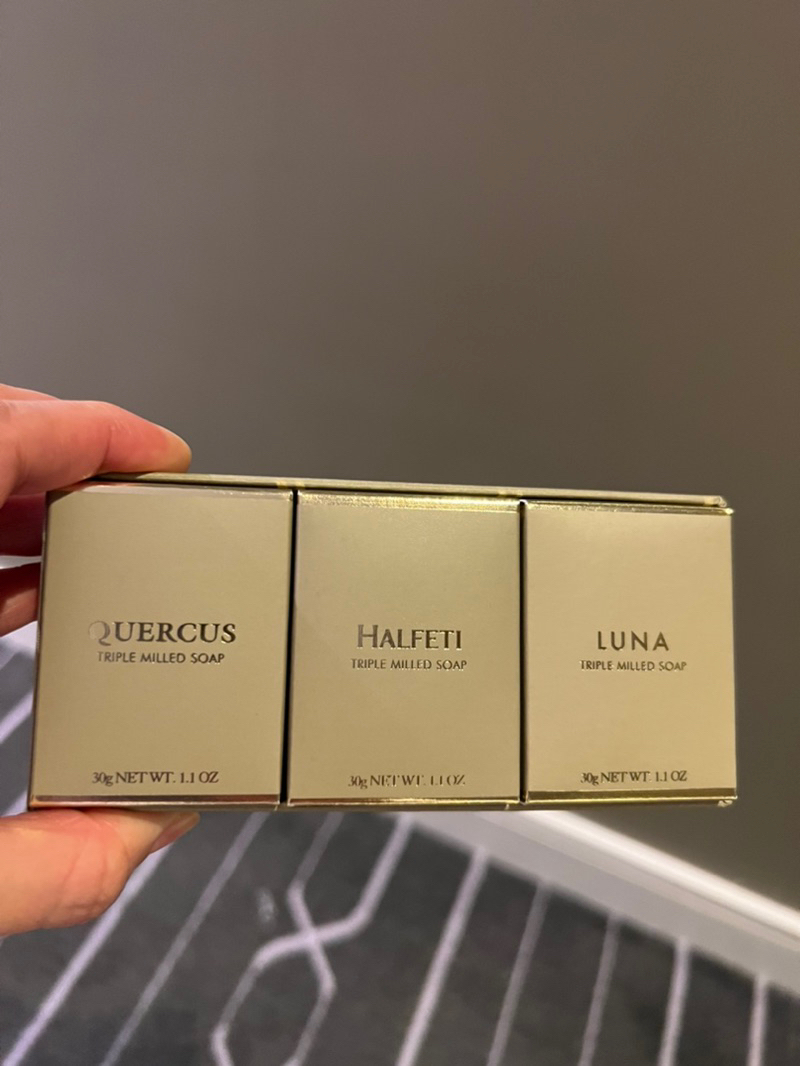 QUERCUS
TRIPLE MILLED SOAP
30g NET WT. 1.1 OZ
HALFETI
TRIPLE MILLED SOAP
30g NET WT. 1.1 OZ
LUNA
TRIPLE MILLED SOAP
30g NET WT. 1.1 OZ